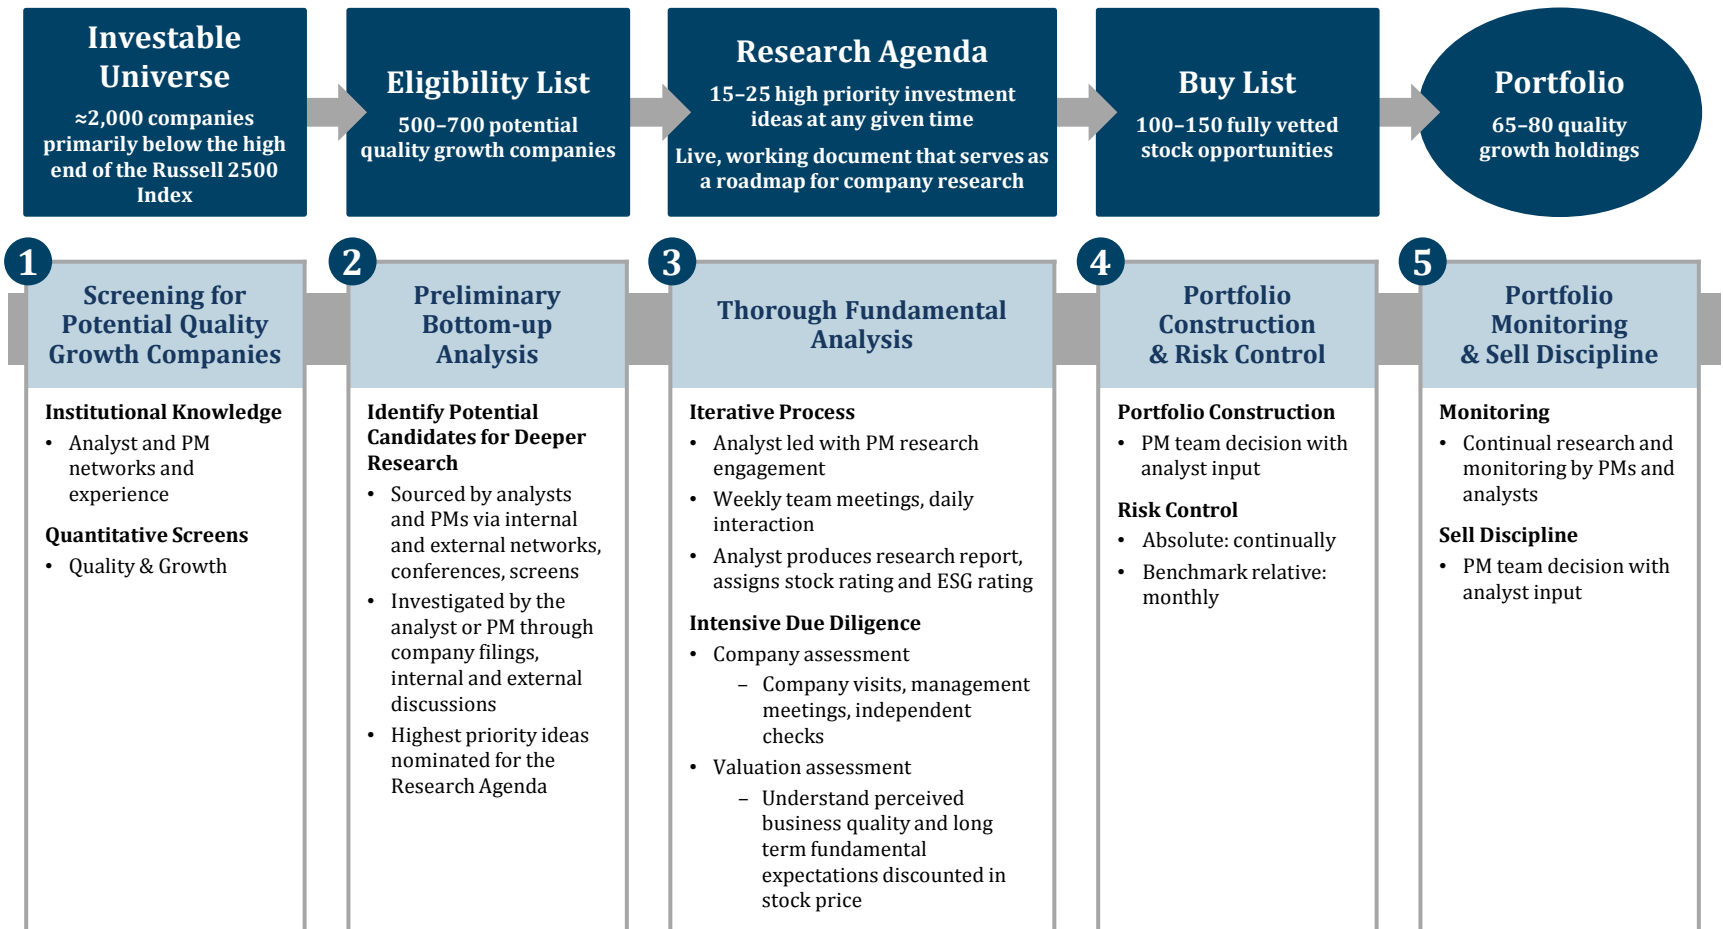 Investable
Universe
≈2,000 companies
primarily below the high
end of the Russell 2500
Index
Eligibility List
500–700 potential
quality growth companies
Research Agenda
15–25 high priority investment
ideas at any given time
Live, working document that serves as
a roadmap for company research
Buy List
100–150 fully vetted
stock opportunities
Portfolio
65–80 quality
growth holdings
1
Screening for
Potential Quality
Growth Companies
Institutional Knowledge
• Analyst and PM
networks and
experience
Quantitative Screens
• Quality & Growth
2
Preliminary
Bottom-up
Analysis
Identify Potential
Candidates for Deeper
Research
• Sourced by analysts
and PMs via internal
and external networks,
conferences, screens
• Investigated by the
analyst or PM through
company filings,
internal and external
discussions
• Highest priority ideas
nominated for the
Research Agenda
3
Thorough Fundamental
Analysis
Iterative Process
• Analyst led with PM research
engagement
• Weekly team meetings, daily
interaction
• Analyst produces research report,
assigns stock rating and ESG rating
Intensive Due Diligence
• Company assessment
– Company visits, management
meetings, independent
checks
• Valuation assessment
– Understand perceived
business quality and long
term fundamental
expectations discounted in
stock price
4
Portfolio
Construction
& Risk Control
Portfolio Construction
• PM team decision with
analyst input
Risk Control
• Absolute: continually
• Benchmark relative:
monthly
5
Portfolio
Monitoring
& Sell Discipline
Monitoring
• Continual research and
monitoring by PMs and
analysts
Sell Discipline
• PM team decision with
analyst input